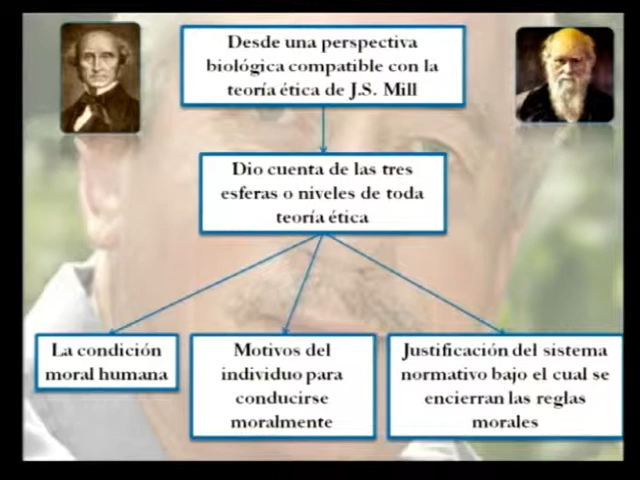 Desde una perspectiva
biológica compatible con la
teoría ética de J.S. Mill
Dio cuenta de las tres
esferas o niveles de toda
teoría ética
La condición
moral humana
Motivos del
individuo para
conducirse
moralmente
Justificación del sistema
normativo bajo el cual se
encierran las reglas
morales